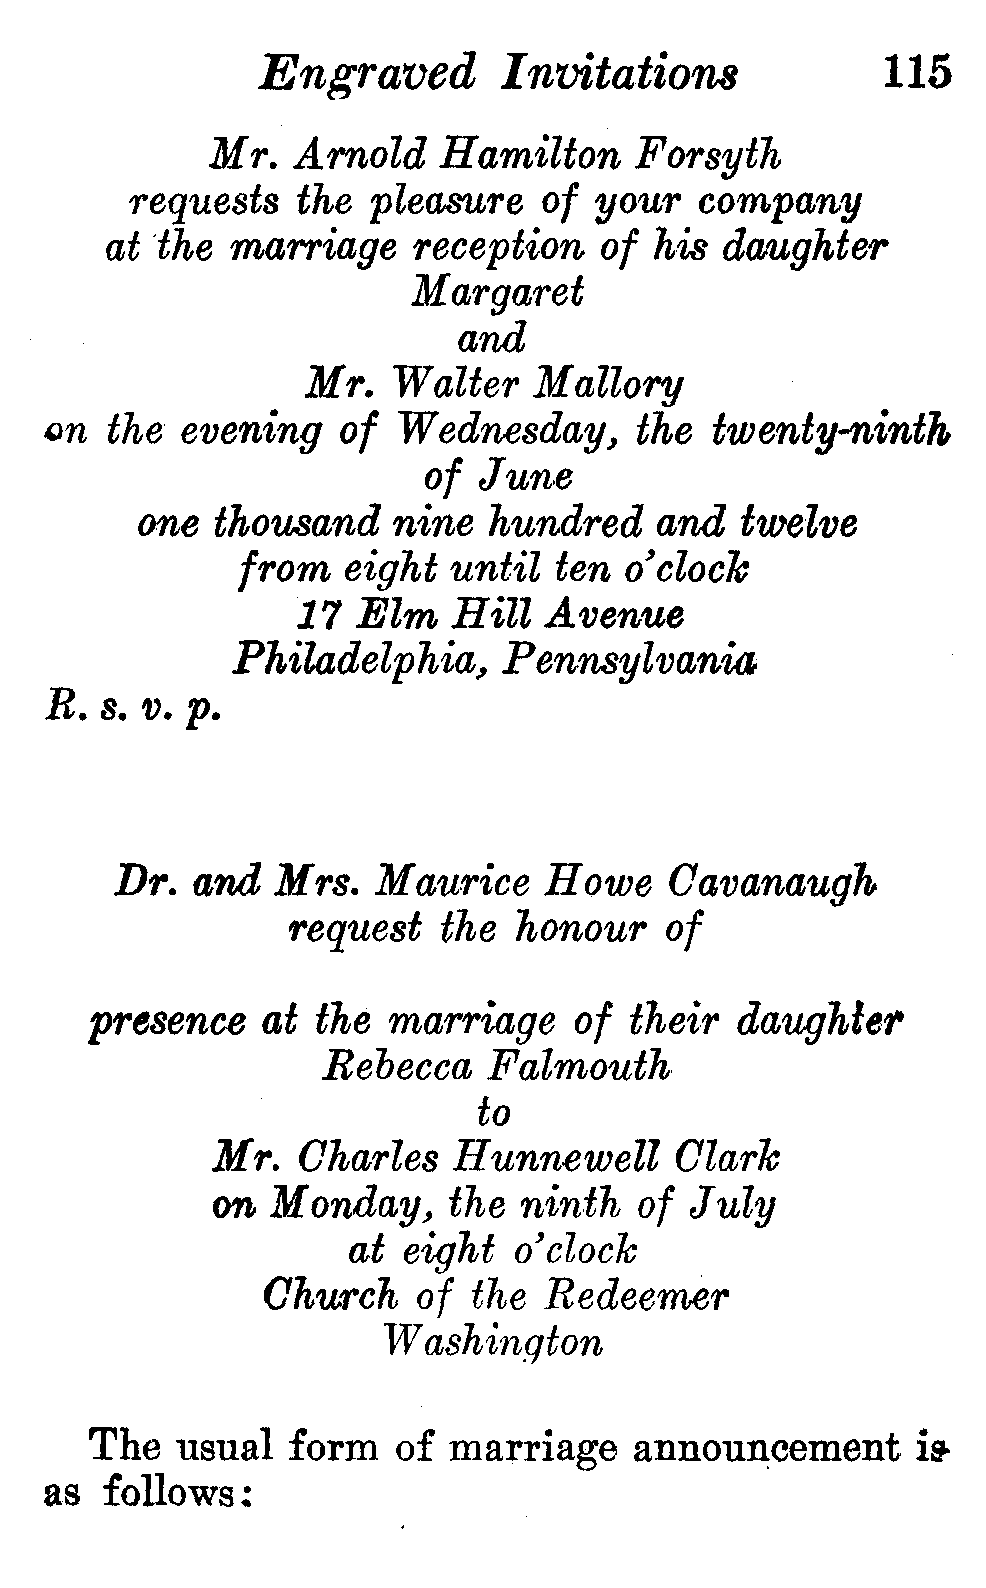 Engraved Invitations 115
Mr. Arnold Hamilton Forsyth
requests the pleasure of your company
at the marriage reception of his daughter
Margaret
and
Mr. Walter Mallory
on the evening of Wednesday, the twenty-ninth
of June
one thousand nine hundred and twelve
from eight until ten o'clock
17 Elm Hill Avenue
Philadelphia, Pennsylvania
R. s. v. p.
Dr. and Mrs. Maurice Howe Cavanaugh
request the honour of
presence at the marriage of their daughter
Rebecca Falmouth
to
Mr. Charles Hunnewell Clark
on Monday, the ninth of July
at eight o'clock
Church of the Redeemer
Washington
The usual form of marriage announcement is
as follows: